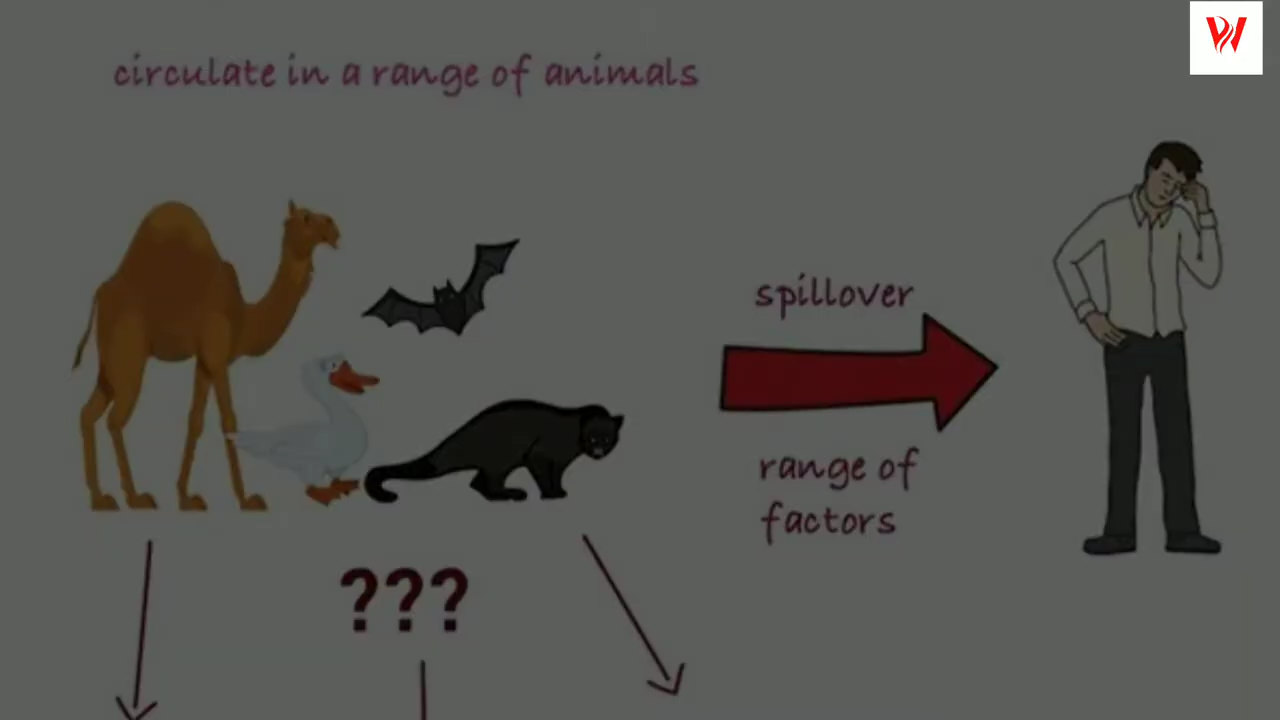 circulate in a range of animals
spillover
range of
factors
???